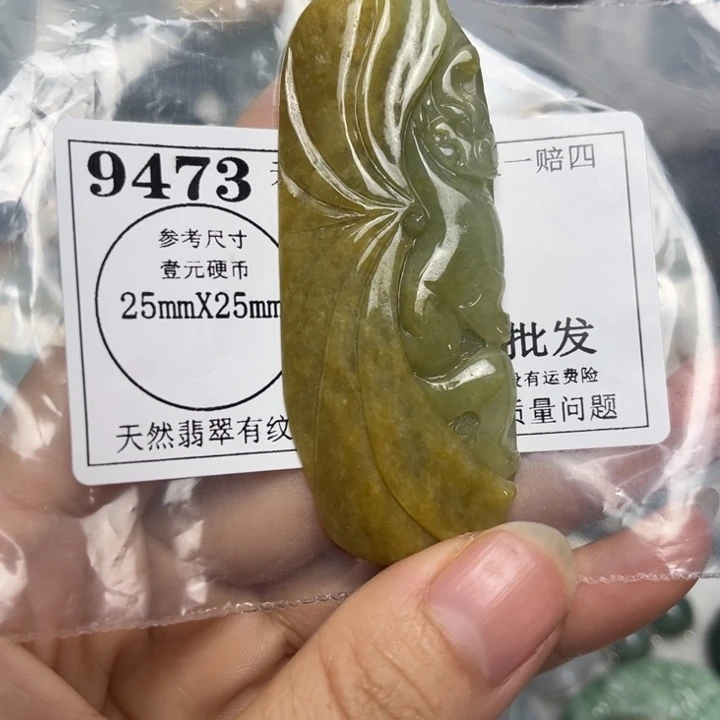 9473
一赔四
参考尺寸
壹元硬币
25mmX25mm
批发
没有运费险
天然翡翠有纹
质量问题